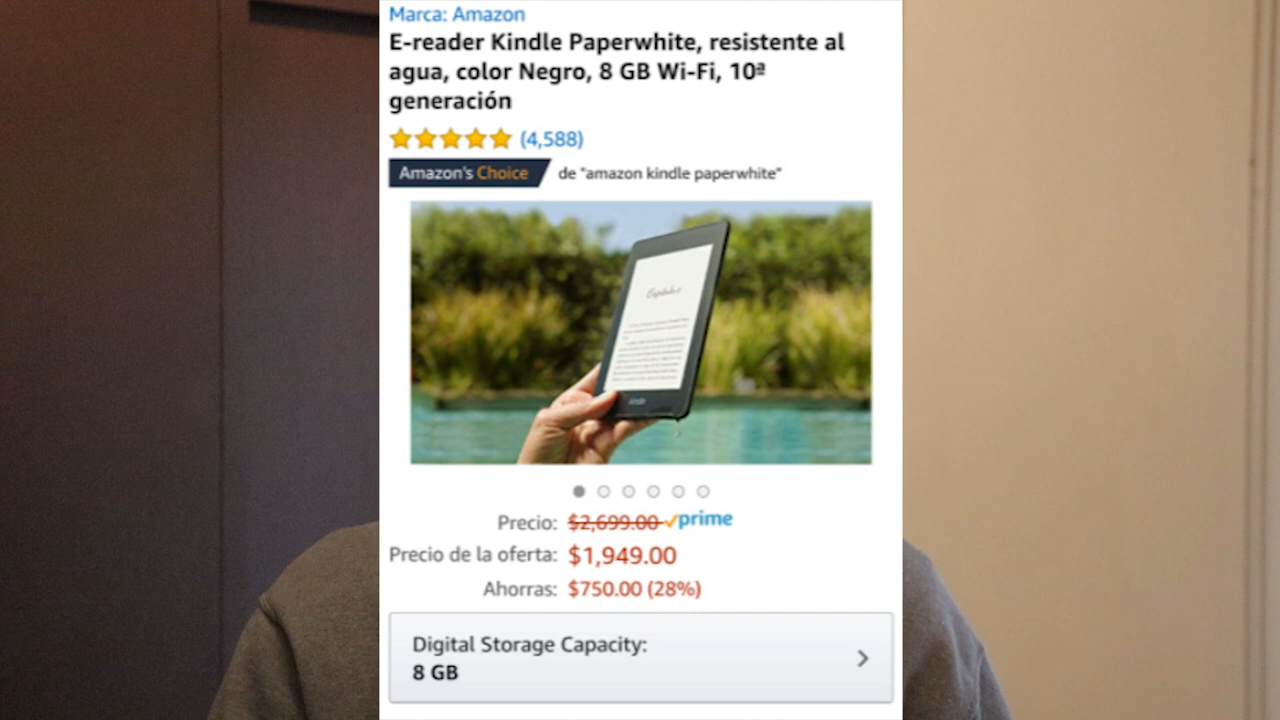 Marca: Amazon
E-reader Kindle Paperwhite, resistente al
agua, color Negro, 8 GB Wi-Fi, 10ª
generación
(4,588)
Amazon's Choice de "amazon kindle paperwhite"
kindle
Precio: $2,699.00 prime
Precio de la oferta: $1,949.00
Ahorras: $750.00 (28%)
Digital Storage Capacity:
8 GB